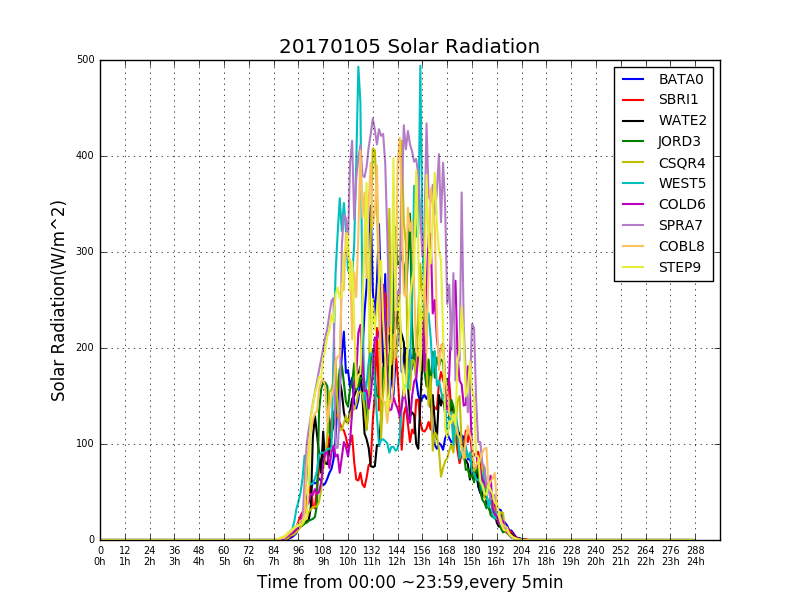 20170105 Solar Radiation
500
400
300
200
100
0
Solar Radiation(W/m^2)
BATA0
SBRI1
WATE2
JORD3
CSQR4
WEST5
COLD6
SPRA7
COBL8
STEP9
0 12 24 36 48 60 72 84 96 108 120 132 144 156 168 180 192 204 216 228 240 252 264 276 288
0h 1h 2h 3h 4h 5h 6h 7h 8h 9h 10h 11h 12h 13h 14h 15h 16h 17h 18h 19h 20h 21h 22h 23h 24h
Time from 00:00 ~23:59,every 5min